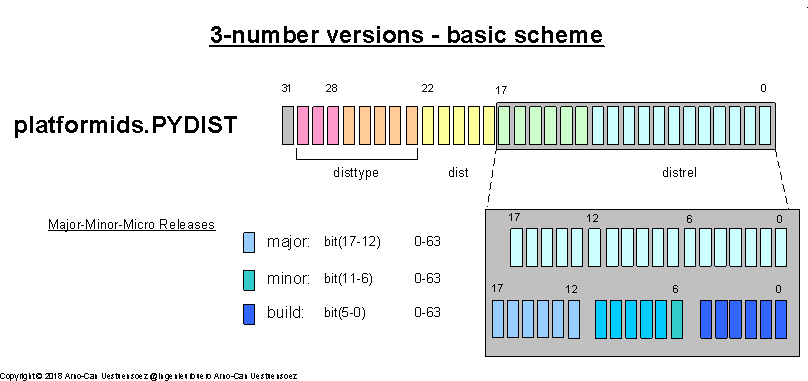 3-number versions - basic scheme
31 28 22 17 0
platformids.PYDIST
disttype dist distrel
Major-Minor-Micro Releases
17 12 6 0
major: bit(17-12) 0-63
minor: bit(11-6) 0-63
17 12 6 0
build: bit(5-0) 0-63
Copyright © 2018 Arno-Can Uestuensoez @Ingenieurbuero Arno-Can Uestuensoez